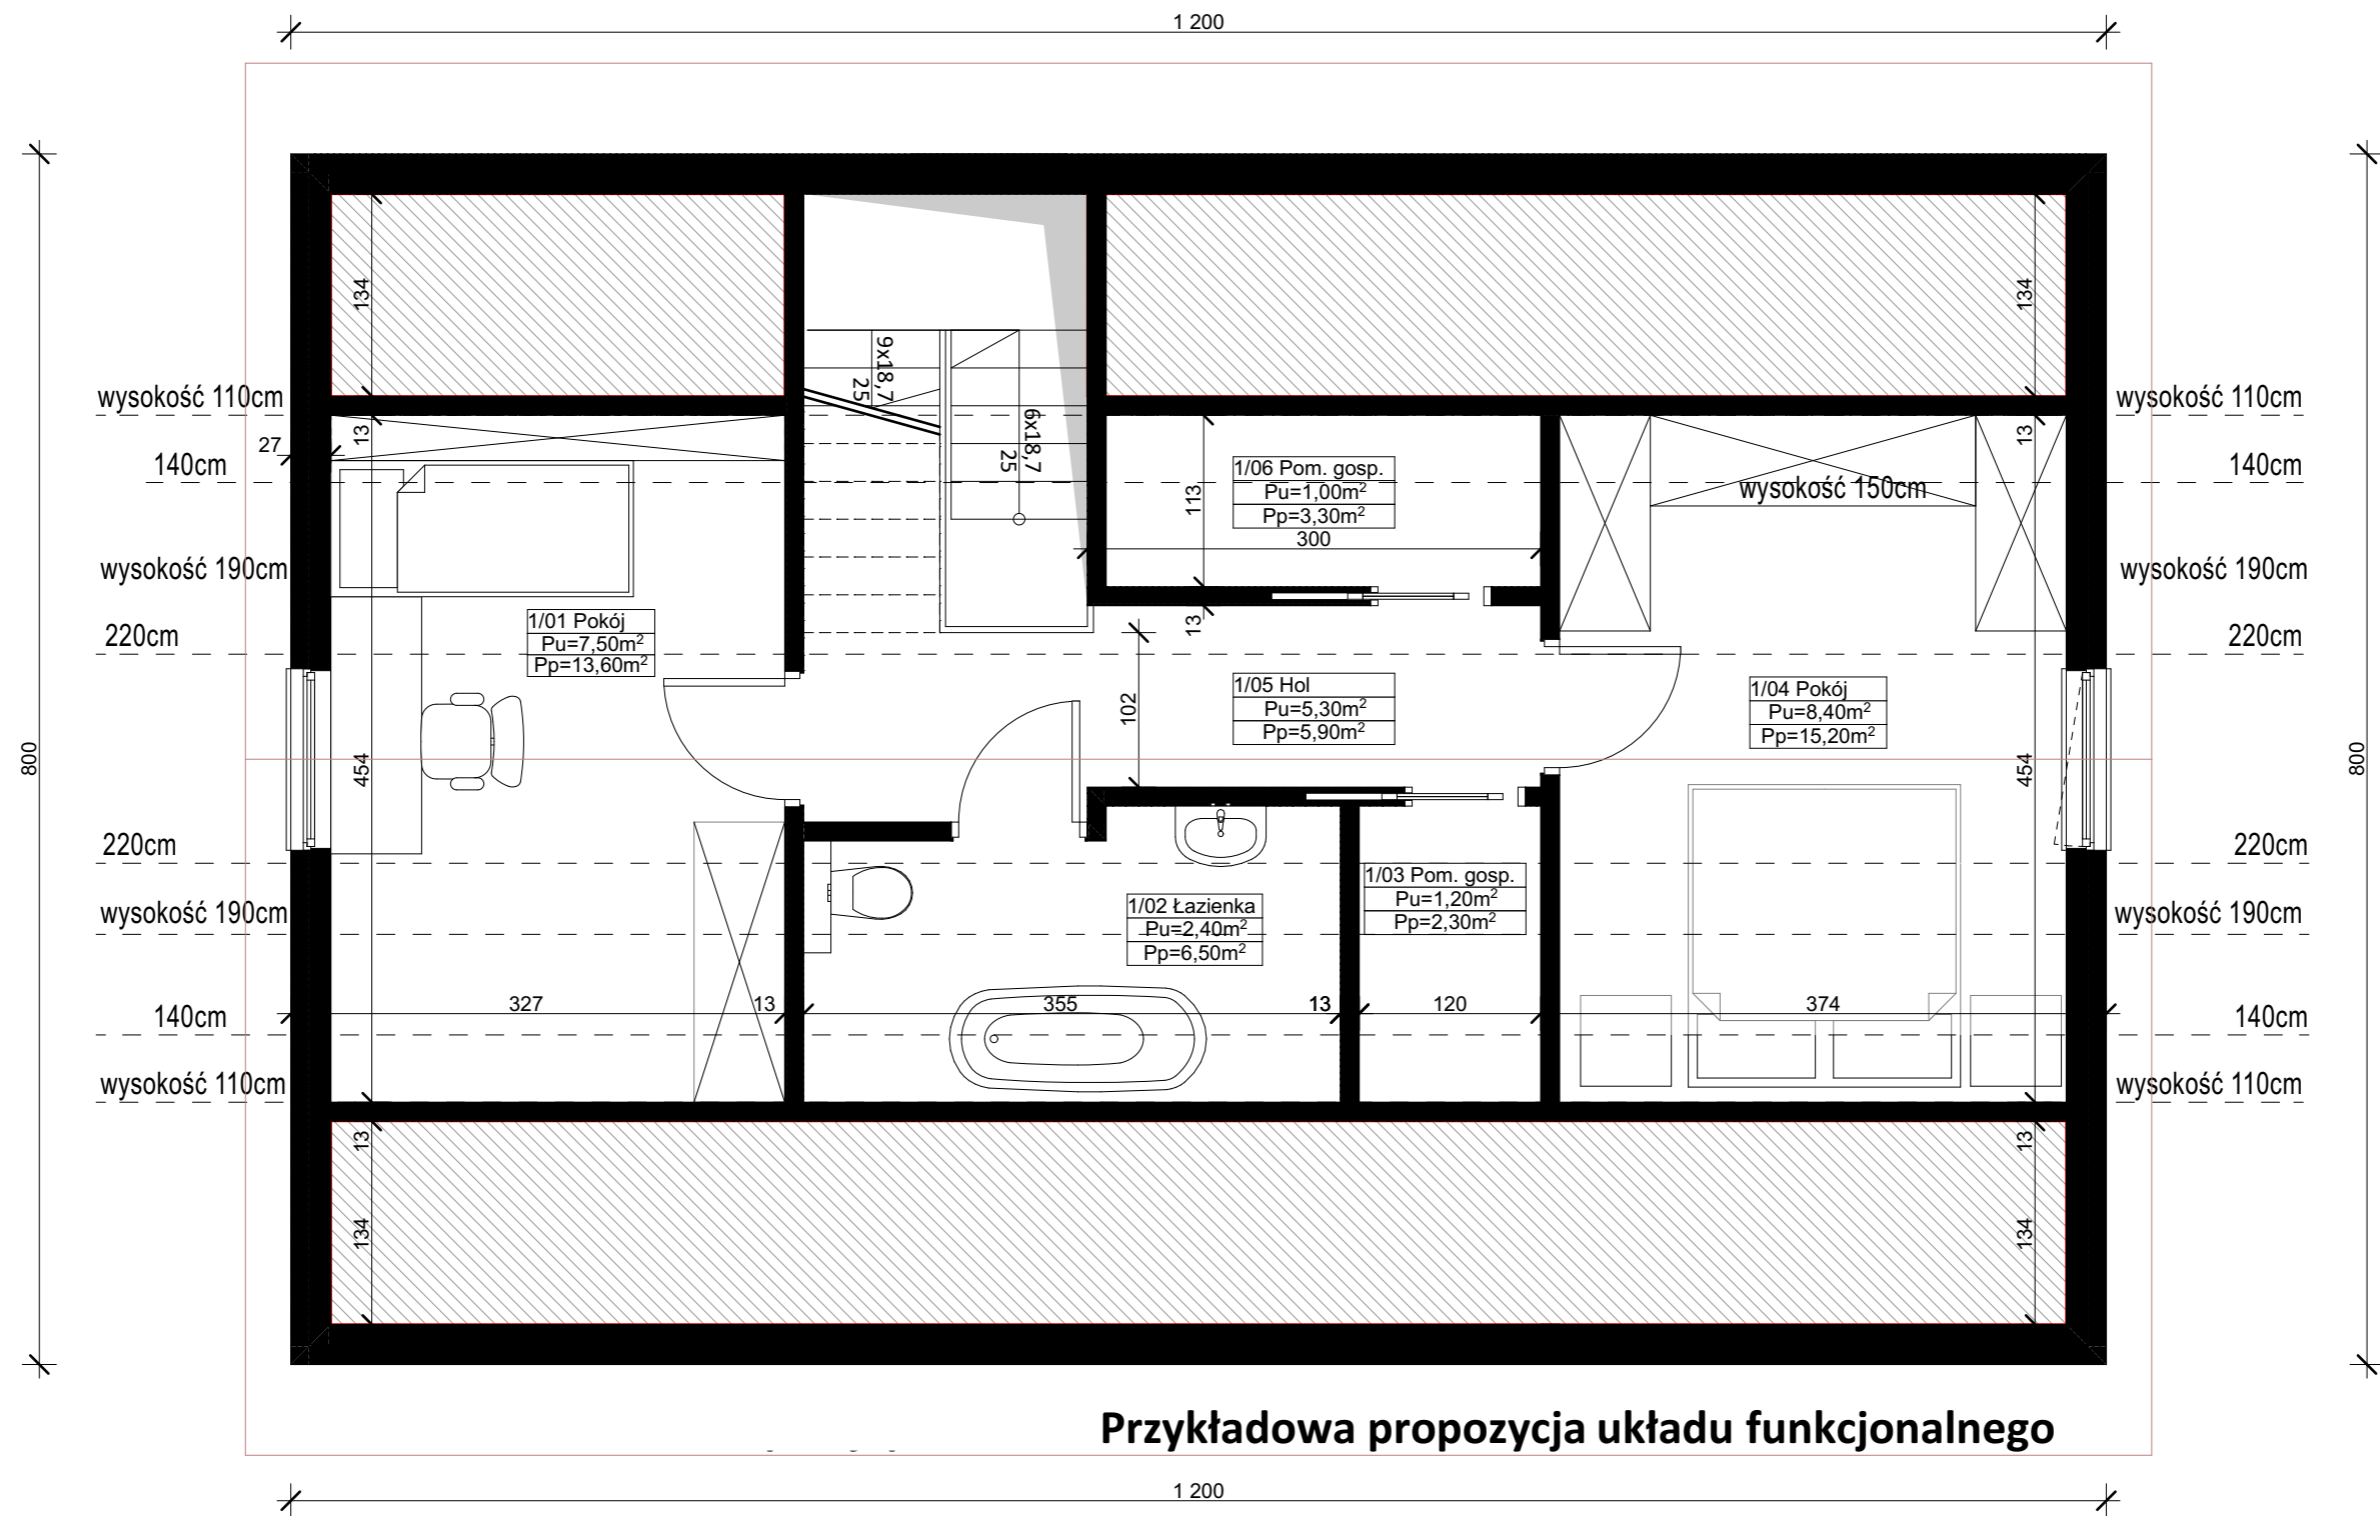 1 200
134
134
wysokość 110cm
wysokość 110cm
9x18,7
25
6x18,7
25
13
13
27
140cm
140cm
1/06 Pom. gosp.
Pu=1,00m²
Pp=3,30m²
113
300
wysokość 150cm
wysokość 190cm
wysokość 190cm
1/01 Pokój
Pu=7,50m²
Pp=13,60m²
13
220cm
220cm
1/05 Hol
Pu=5,30m²
Pp=5,90m²
102
1/04 Pokój
Pu=8,40m²
Pp=15,20m²
800
454
454
800
220cm
220cm
1/03 Pom. gosp.
Pu=1,20m²
Pp=2,30m²
wysokość 190cm
wysokość 190cm
1/02 Łazienka
Pu=2,40m²
Pp=6,50m²
327
13
355
13
120
374
140cm
140cm
wysokość 110cm
wysokość 110cm
13
13
134
134
Przykładowa propozycja układu funkcjonalnego
1 200